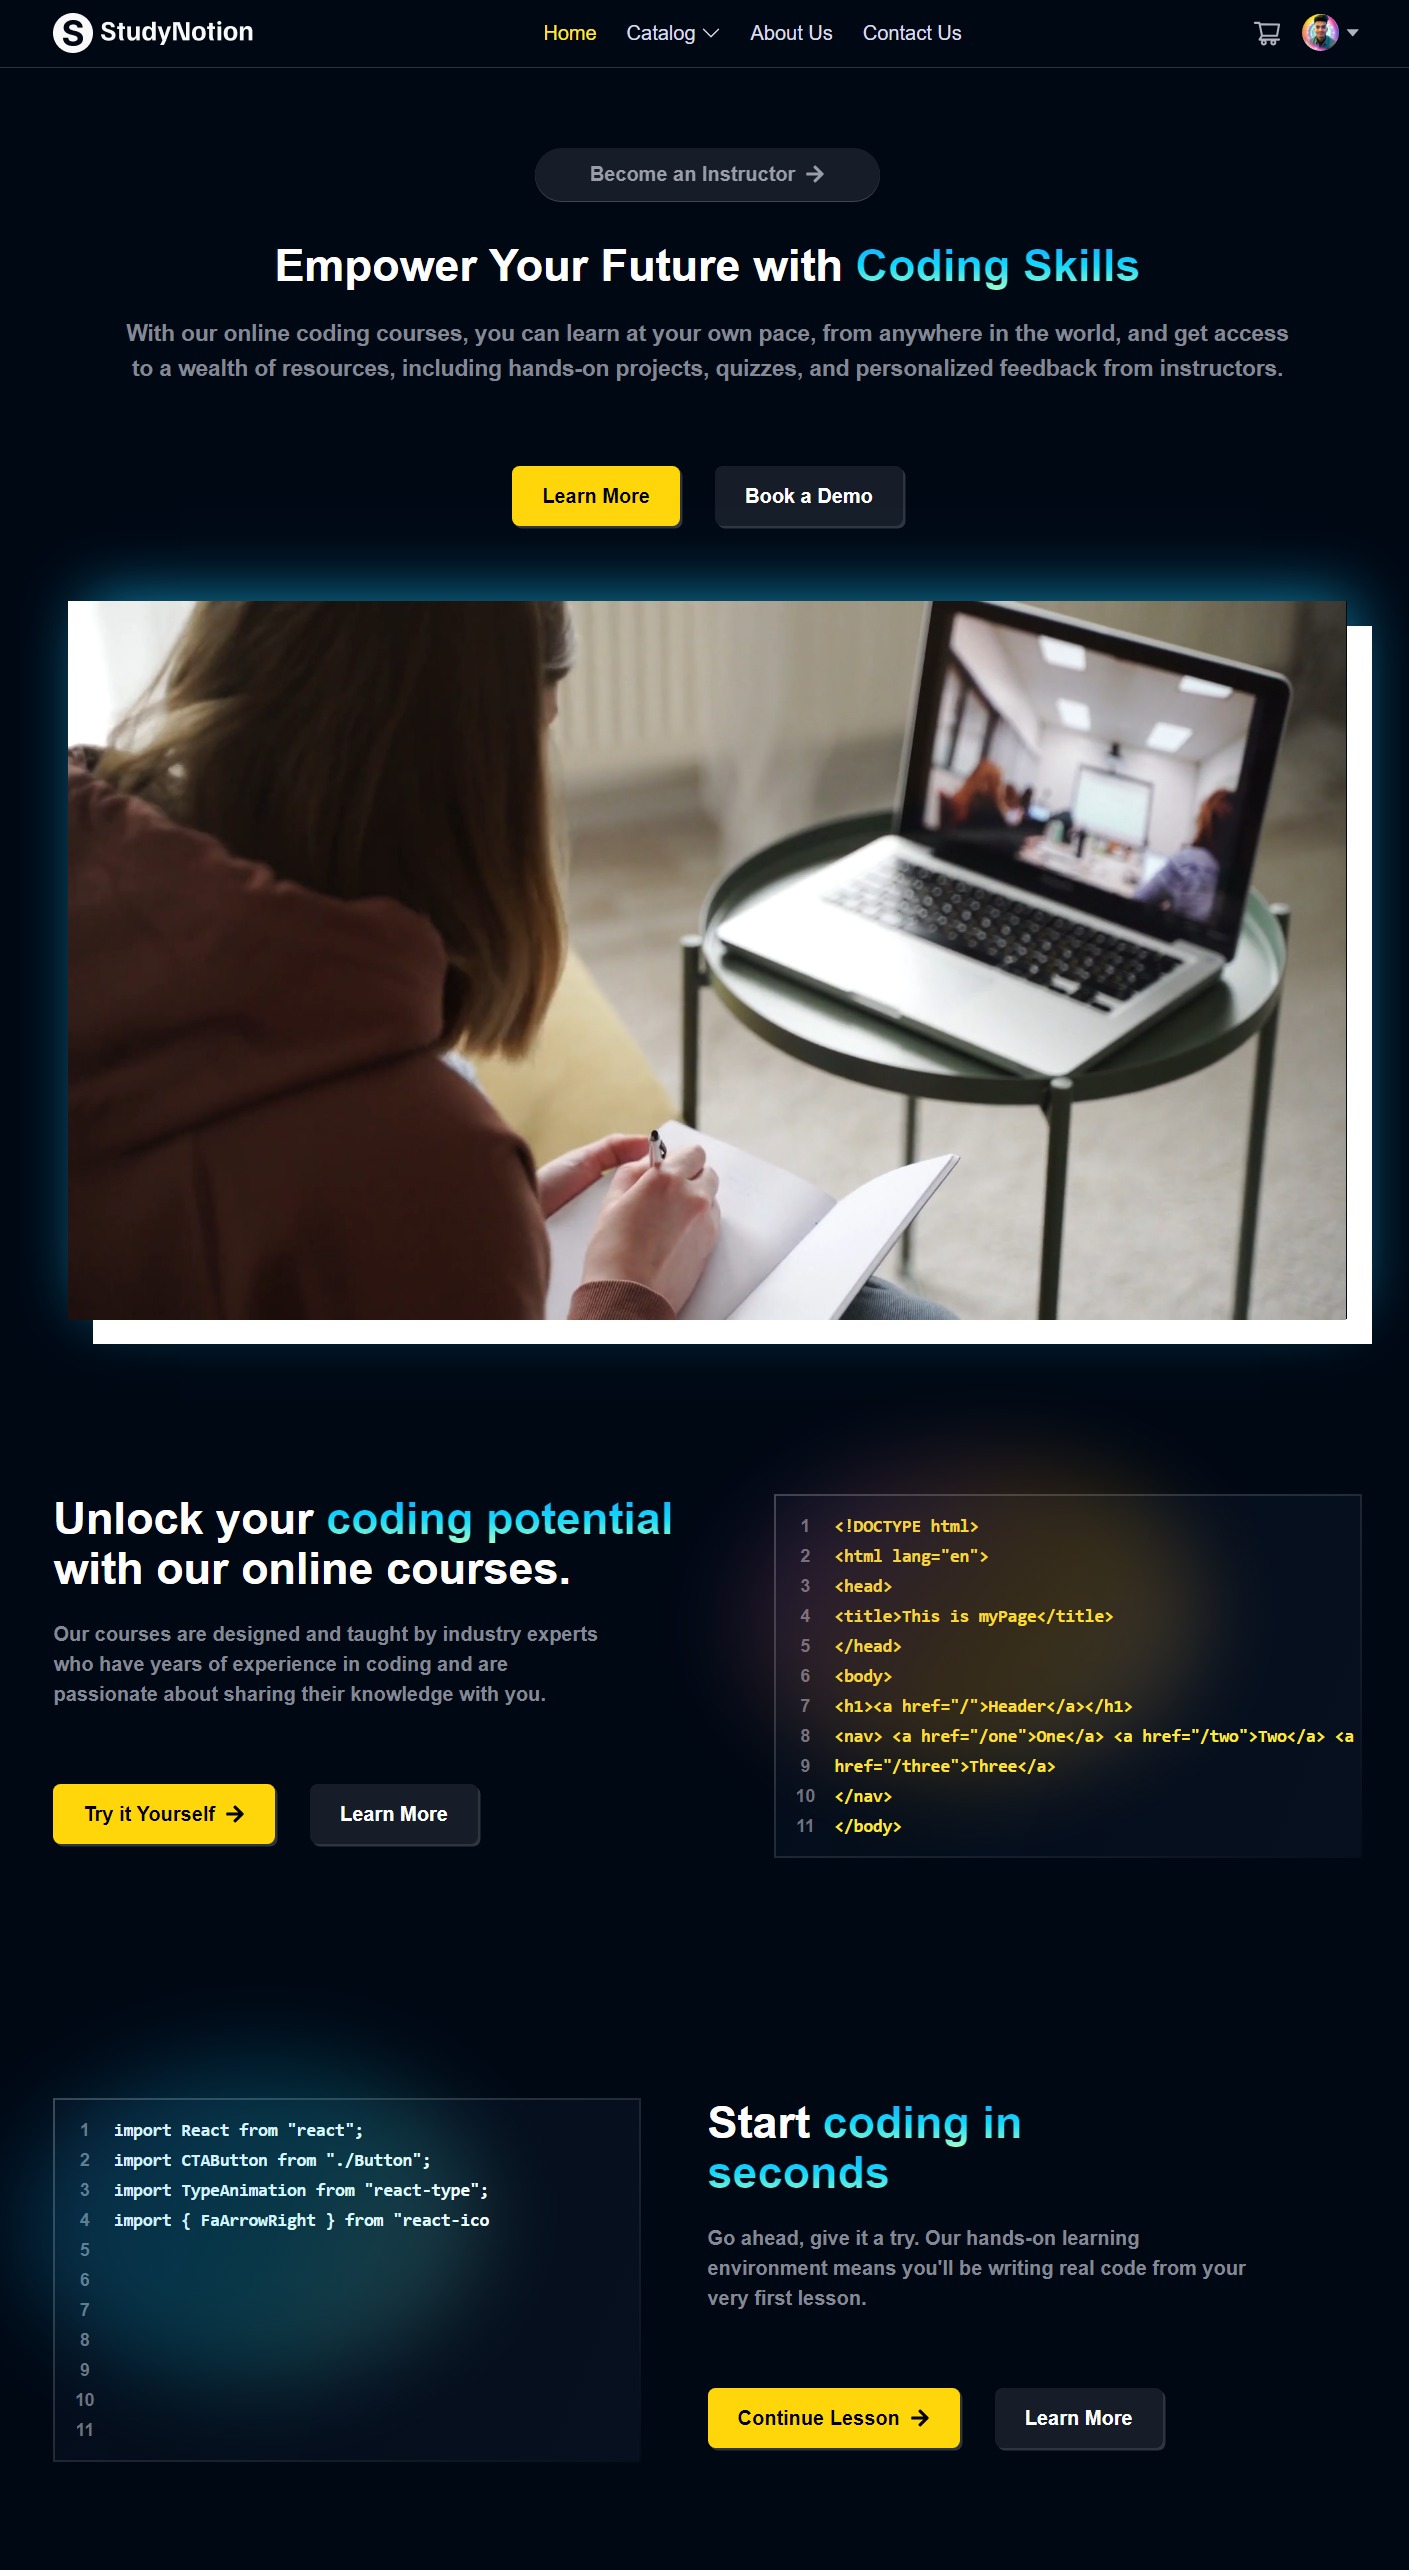 S StudyNotion
Home Catalog About Us Contact Us
Become an Instructor
Empower Your Future with Coding Skills
With our online coding courses, you can learn at your own pace, from anywhere in the world, and get access
to a wealth of resources, including hands-on projects, quizzes, and personalized feedback from instructors.
Learn More Book a Demo
Unlock your coding potential
with our online courses.
Our courses are designed and taught by industry experts
who have years of experience in coding and are
passionate about sharing their knowledge with you.
Try it Yourself Learn More
1 <!DOCTYPE html>
2 <html lang="en">
3 <head>
4 <title>This is myPage</title>
5 </head>
6 <body>
7 <h1><a href="/">Header</a></h1>
8 <nav> <a href="/one">One</a> <a href="/two">Two</a> <a
9 href="/three">Three</a>
10 </nav>
11 </body>
1 import React from "react";
2 import CTAButton from "./Button";
3 import TypeAnimation from "react-type";
4 import { FaArrowRight } from "react-ico
5
6
7
8
9
10
11
Start coding in
seconds
Go ahead, give it a try. Our hands-on learning
environment means you'll be writing real code from your
very first lesson.
Continue Lesson Learn More